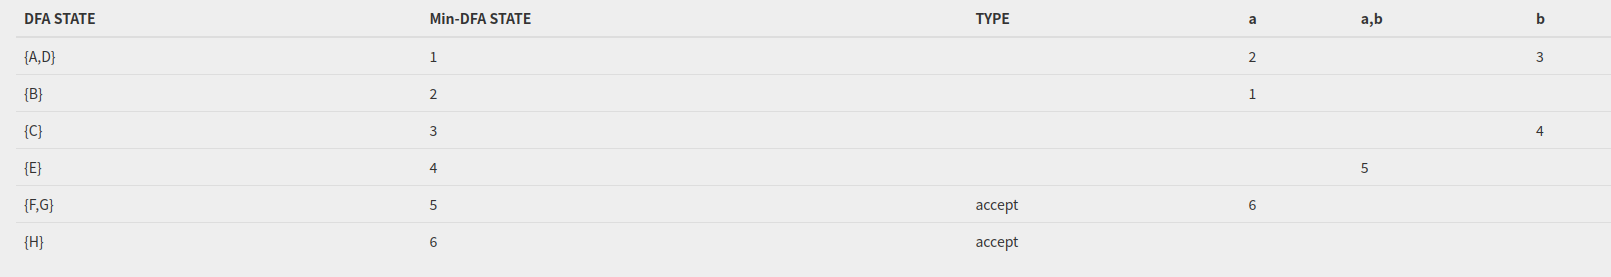 DFA STATE Min-DFA STATE TYPE a a,b b
{A,D} 1 2 3
{B} 2 1
{C} 3 4
{E} 4 5
{F,G} 5 accept 6
{H} 6 accept